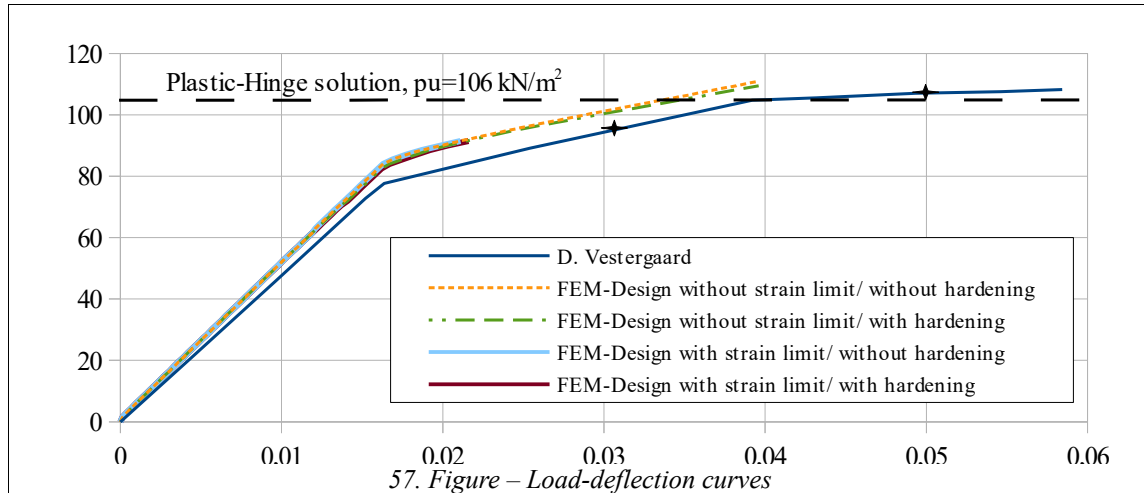 120
Plastic-Hinge solution, pu=106 kN/m²
100
80
60
40
20
0
D. Vestergaard
FEM-Design without strain limit/ without hardening
FEM-Design without strain limit/ with hardening
FEM-Design with strain limit/ without hardening
FEM-Design with strain limit/ with hardening
0 0.01 0.02 0.03 0.04 0.05 0.06
57. Figure – Load-deflection curves